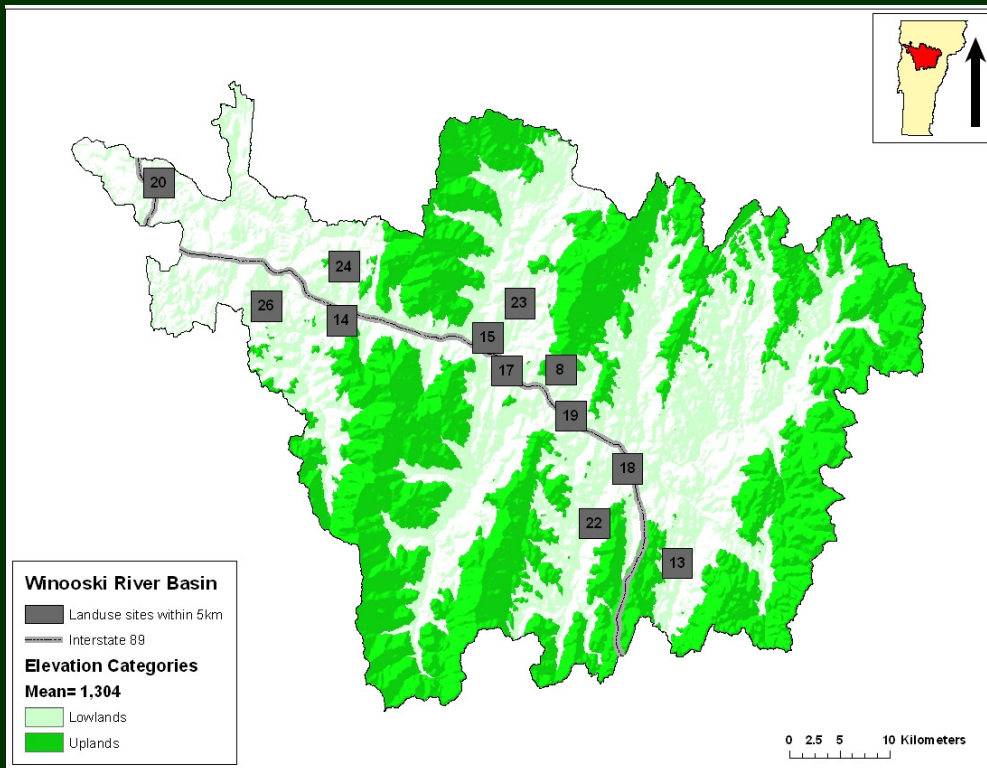 20
24
26
14
23
15
17
8
19
18
22
13
Winooski River Basin
Landuse sites within 5km
Interstate 89
Elevation Categories
Mean= 1,304
Lowlands
Uplands
0 2.5 5 10 Kilometers